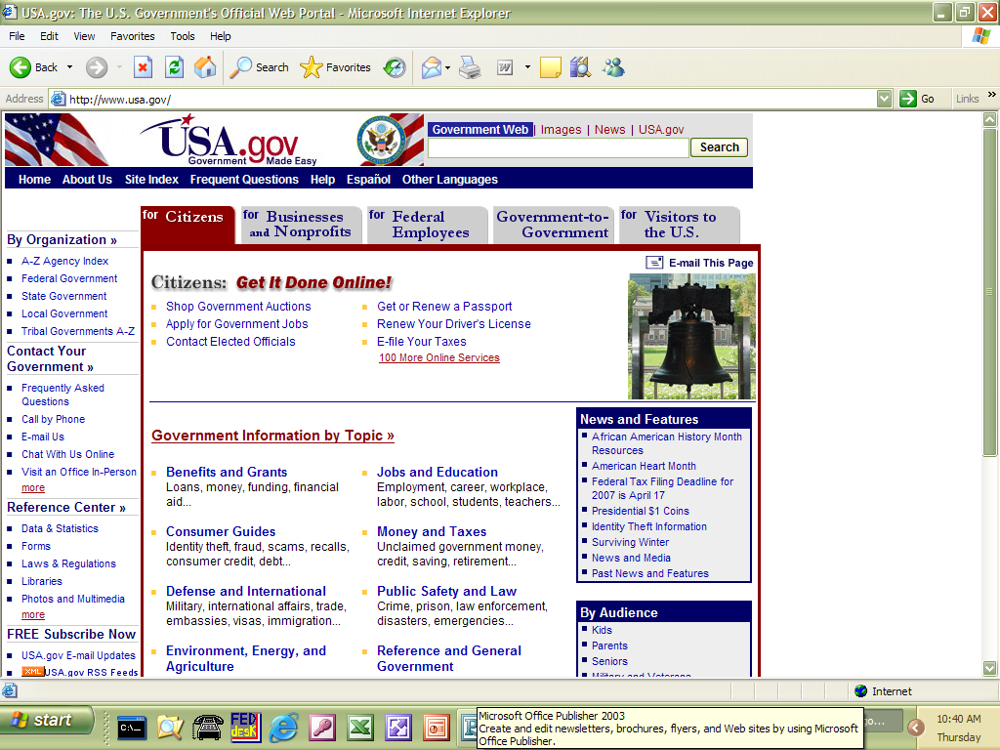 USA.gov: The U.S. Government's Official Web Portal - Microsoft Internet Explorer
File Edit View Favorites Tools Help
Back Search Favorites
Address http://www.usa.gov/ Go Links »
USA.gov
Government Made Easy
Government Web | Images | News | USA.gov
Search
Home About Us Site Index Frequent Questions Help Español Other Languages
for Citizens
for Businesses
and Nonprofits
for Federal
Employees
Government-to-
Government
for Visitors to
the U.S.
By Organization »
A-Z Agency Index
Federal Government
State Government
Local Government
Tribal Governments A-Z
Contact Your
Government »
Frequently Asked
Questions
Call by Phone
E-mail Us
Chat With Us Online
Visit an Office In-Person
more
Reference Center »
Data & Statistics
Forms
Laws & Regulations
Libraries
Photos and Multimedia
more
FREE Subscribe Now
USA.gov E-mail Updates
XML USA.gov RSS Feeds
E-mail This Page
Citizens: Get It Done Online!
Shop Government Auctions
Apply for Government Jobs
Contact Elected Officials
Get or Renew a Passport
Renew Your Driver's License
E-file Your Taxes
100 More Online Services
Government Information by Topic »
Benefits and Grants
Loans, money, funding, financial
aid...
Consumer Guides
Identity theft, fraud, scams, recalls,
consumer credit, debt...
Defense and International
Military, international affairs, trade,
embassies, visas, immigration...
Environment, Energy, and
Agriculture
Jobs and Education
Employment, career, workplace,
labor, school, students, teachers...
Money and Taxes
Unclaimed government money,
credit, saving, retirement...
Public Safety and Law
Crime, prison, law enforcement,
disasters, emergencies...
Reference and General
Government
News and Features
African American History Month
Resources
American Heart Month
Federal Tax Filing Deadline for
2007 is April 17
Presidential $1 Coins
Identity Theft Information
Surviving Winter
News and Media
Past News and Features
By Audience
Kids
Parents
Seniors
Military and Veterans
Internet
start
C:\_
FED
desk
Microsoft Office Publisher 2003
Create and edit newsletters, brochures, flyers, and Web sites by using Microsoft
Office Publisher.
go...
10:40 AM
Thursday